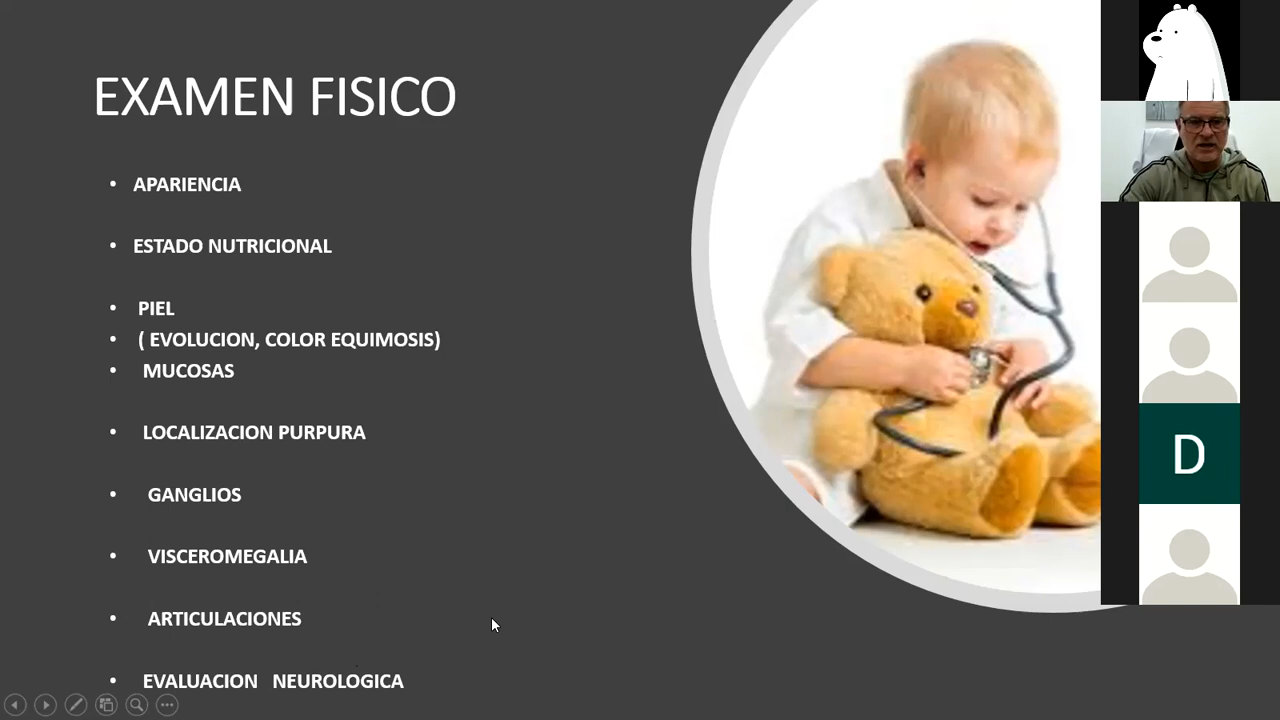 EXAMEN FISICO
• APARIENCIA
• ESTADO NUTRICIONAL
• PIEL
• ( EVOLUCION, COLOR EQUIMOSIS)
• MUCOSAS
• LOCALIZACION PURPURA
• GANGLIOS
• VISCEROMEGALIA
• ARTICULACIONES
• EVALUACION NEUROLOGICA
D